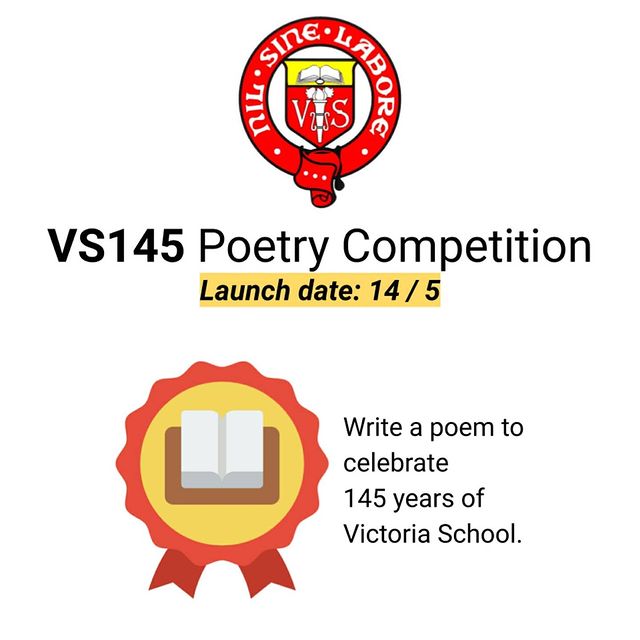 NIL · SINE · LABORE ·
VS
VS145 Poetry Competition
Launch date: 14 / 5
Write a poem to
celebrate
145 years of
Victoria School.